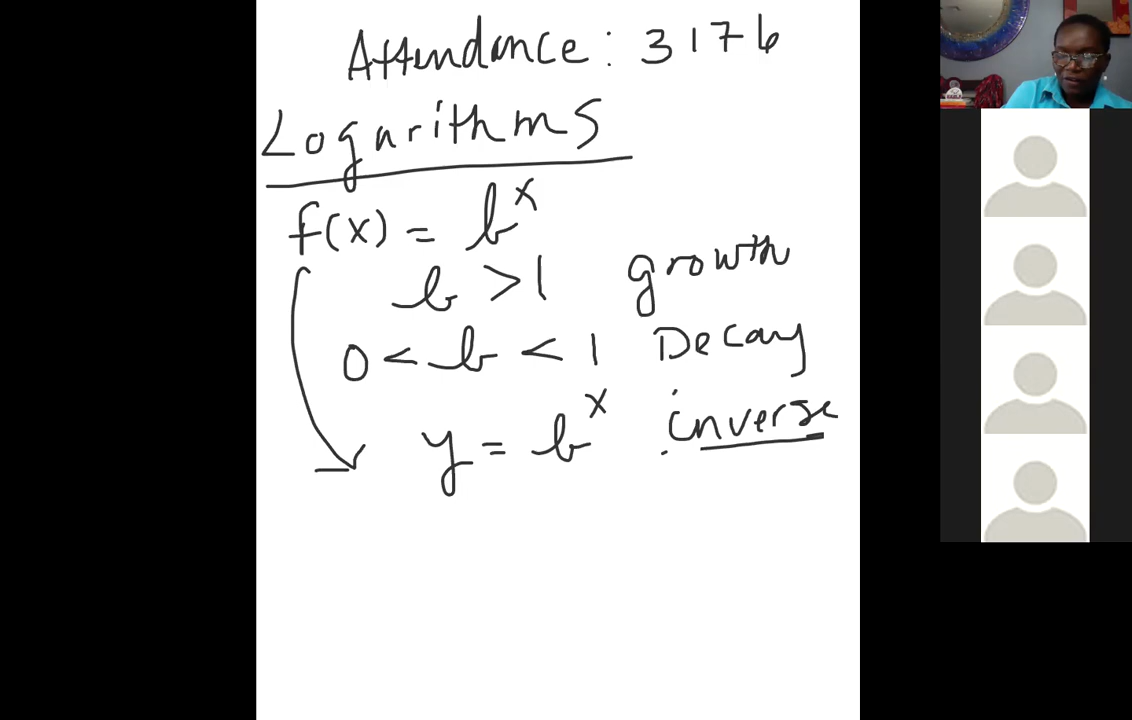 Attendance: 3176
Logarithms
f(x) = b^x
b > 1 growth
0 < b < 1 Decay
y = b^x inverse